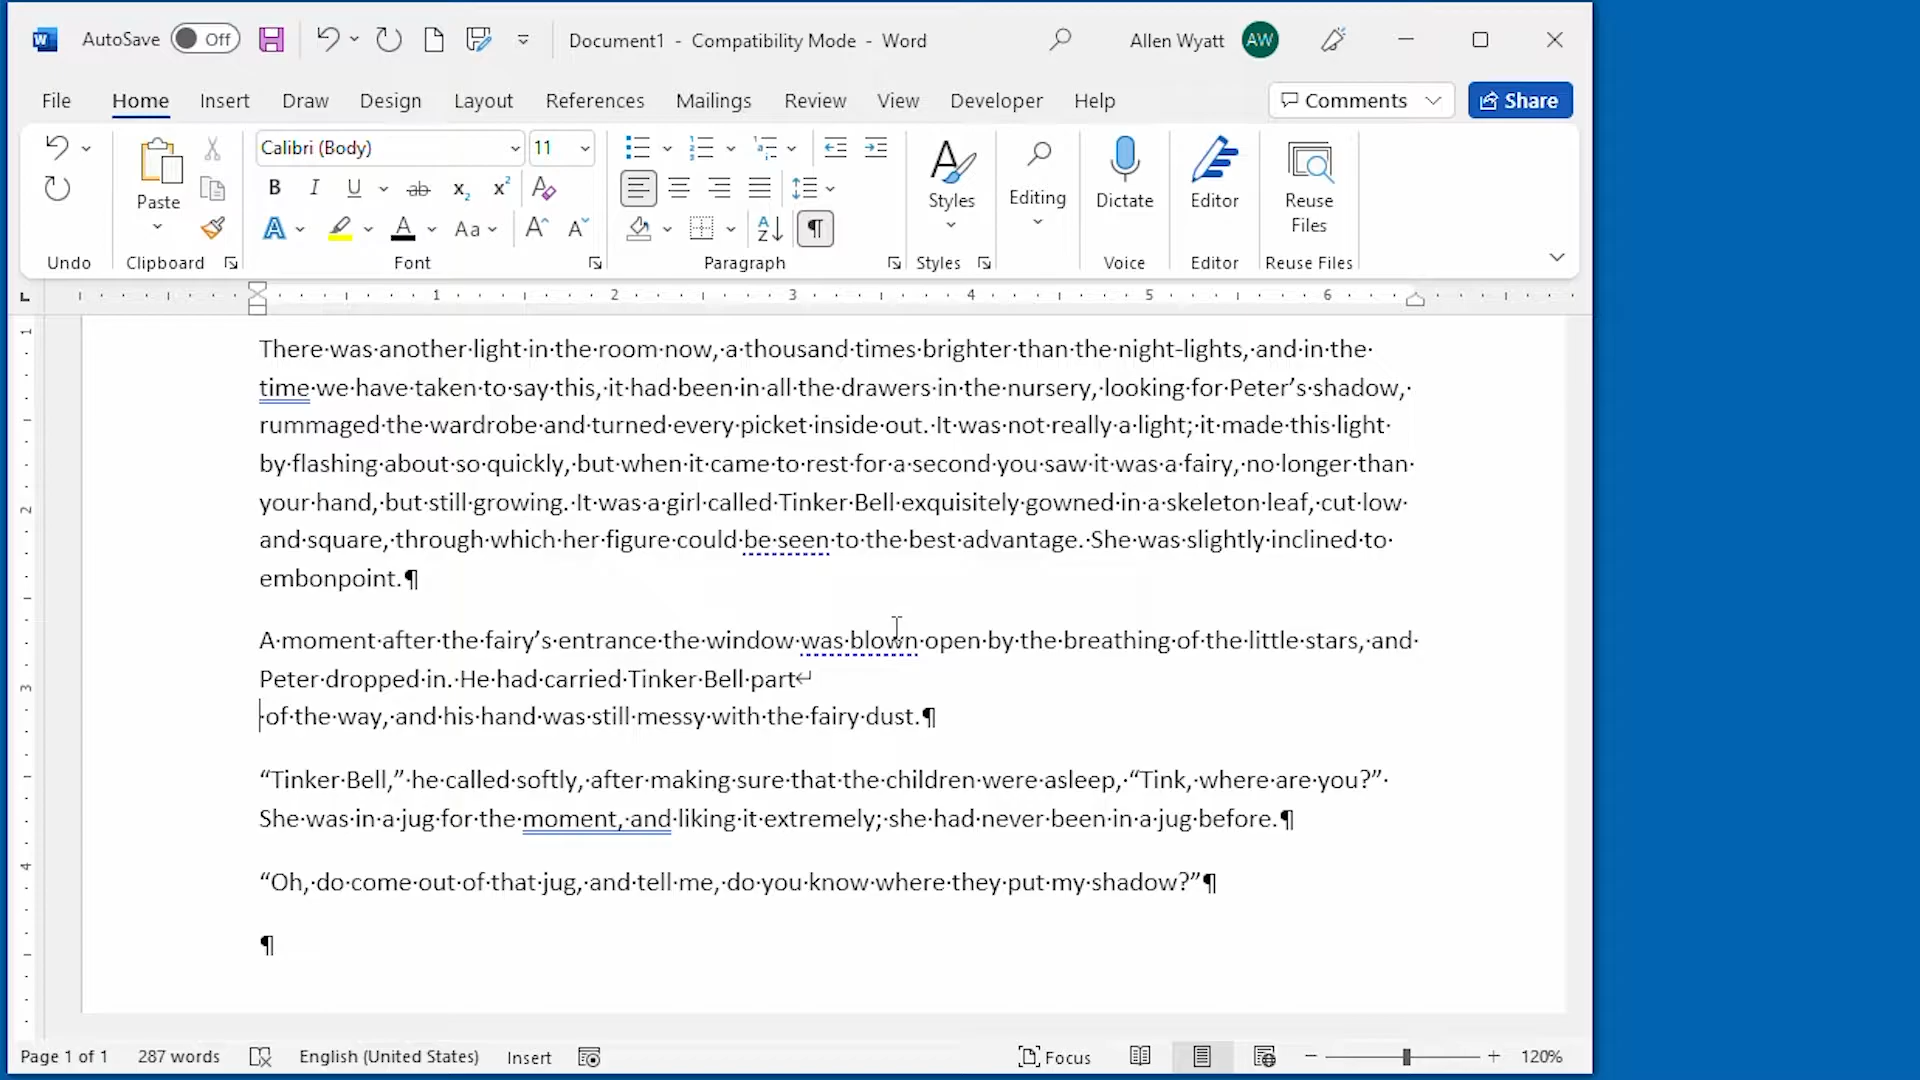 AutoSave Off Document1 - Compatibility Mode - Word Allen Wyatt AW
File Home Insert Draw Design Layout References Mailings Review View Developer Help Comments Share
Calibri (Body) 11
Paste Styles Editing Dictate Editor Reuse Files
Undo Clipboard Font Paragraph Styles Voice Editor Reuse Files
1 2 3 4 5 6
There was another light in the room now, a thousand times brighter than the night-lights, and in the
time we have taken to say this, it had been in all the drawers in the nursery, looking for Peter’s shadow,
rummaged the wardrobe and turned every picket inside out. It was not really a light; it made this light
by flashing about so quickly, but when it came to rest for a second you saw it was a fairy, no longer than
your hand, but still growing. It was a girl called Tinker Bell exquisitely gowned in a skeleton leaf, cut low
and square, through which her figure could be seen to the best advantage. She was slightly inclined to
embonpoint.¶
A moment after the fairy’s entrance the window was blown open by the breathing of the little stars, and
Peter dropped in. He had carried Tinker Bell part↵
of the way, and his hand was still messy with the fairy dust.¶
“Tinker Bell,” he called softly, after making sure that the children were asleep, “Tink, where are you?”
She was in a jug for the moment, and liking it extremely; she had never been in a jug before.¶
“Oh, do come out of that jug, and tell me, do you know where they put my shadow?”¶
¶
Page 1 of 1 287 words English (United States) Insert Focus 120%